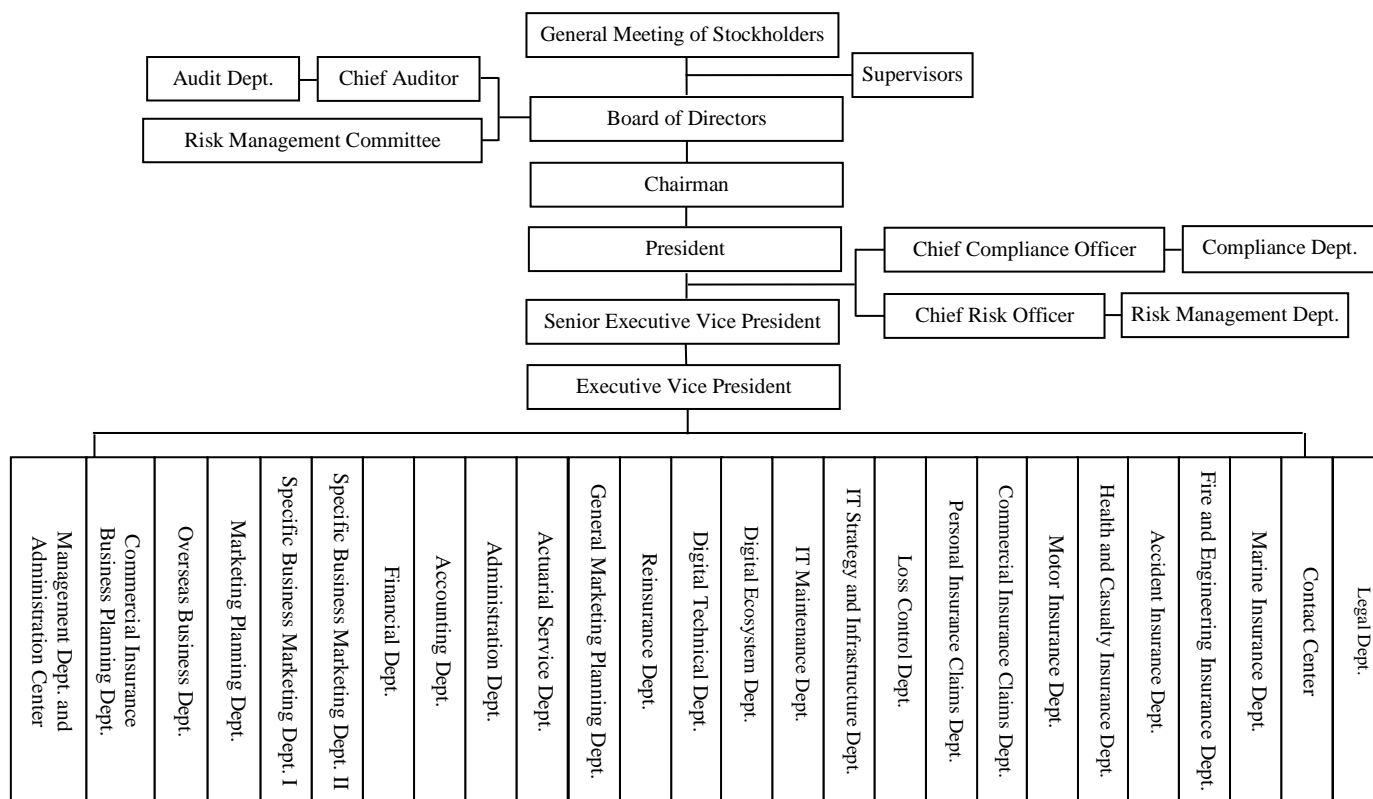 General Meeting of Stockholders
Supervisors
Audit Dept.
Chief Auditor
Board of Directors
Risk Management Committee
Chairman
President
Chief Compliance Officer
Compliance Dept.
Chief Risk Officer
Risk Management Dept.
Senior Executive Vice President
Executive Vice President
Management Dept. and
Administration Center
Commercial Insurance
Business Planning Dept.
Overseas Business Dept.
Marketing Planning Dept.
Specific Business Marketing Dept. I
Specific Business Marketing Dept. II
Financial Dept.
Accounting Dept.
Administration Dept.
Actuarial Service Dept.
General Marketing Planning Dept.
Reinsurance Dept.
Digital Technical Dept.
Digital Ecosystem Dept.
IT Maintenance Dept.
IT Strategy and Infrastructure Dept.
Loss Control Dept.
Personal Insurance Claims Dept.
Commercial Insurance Claims Dept.
Motor Insurance Dept.
Health and Casualty Insurance Dept.
Accident Insurance Dept.
Fire and Engineering Insurance Dept.
Marine Insurance Dept.
Contact Center
Legal Dept.